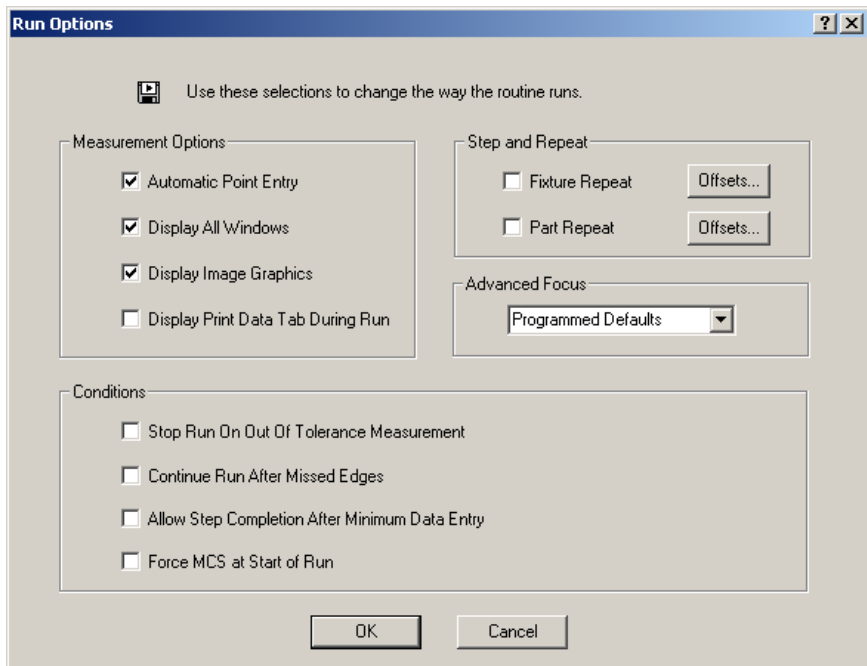 Run Options
Use these selections to change the way the routine runs.
Measurement Options
Automatic Point Entry
Display All Windows
Display Image Graphics
Display Print Data Tab During Run
Step and Repeat
Fixture Repeat
Offsets...
Part Repeat
Offsets...
Advanced Focus
Programmed Defaults
Conditions
Stop Run On Out Of Tolerance Measurement
Continue Run After Missed Edges
Allow Step Completion After Minimum Data Entry
Force MCS at Start of Run
OK
Cancel